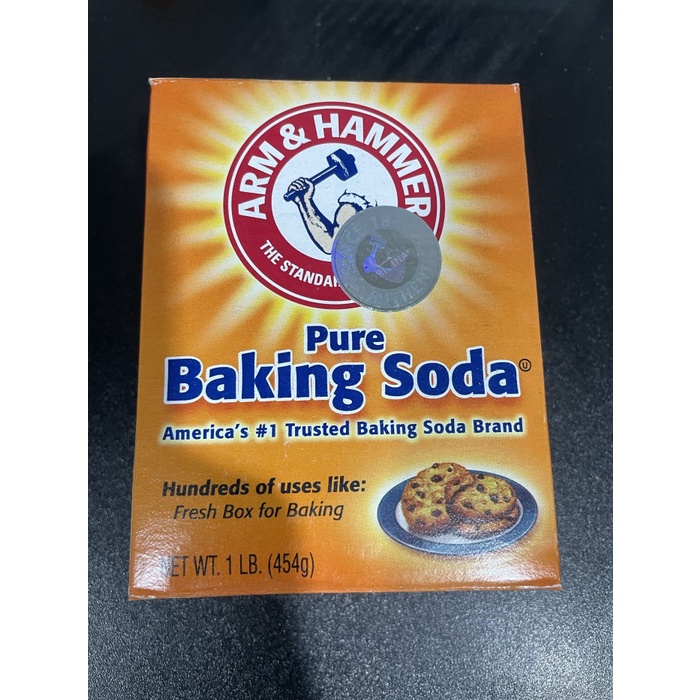 ARM & HAMMER
THE STANDAR
Pure
Baking Soda
U
America's #1 Trusted Baking Soda Brand
Hundreds of uses like:
Fresh Box for Baking
NET WT. 1 LB. (454g)